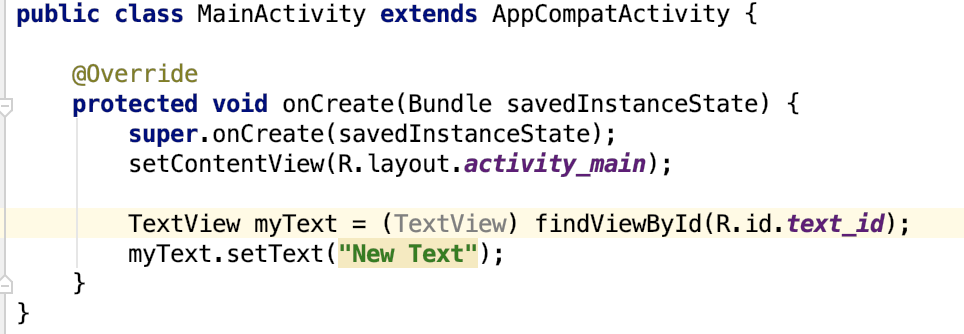 public class MainActivity extends AppCompatActivity {
@Override
protected void onCreate(Bundle savedInstanceState) {
super.onCreate(savedInstanceState);
setContentView(R.layout.activity_main);
TextView myText = (TextView) findViewById(R.id.text_id);
myText.setText("New Text");
}
}